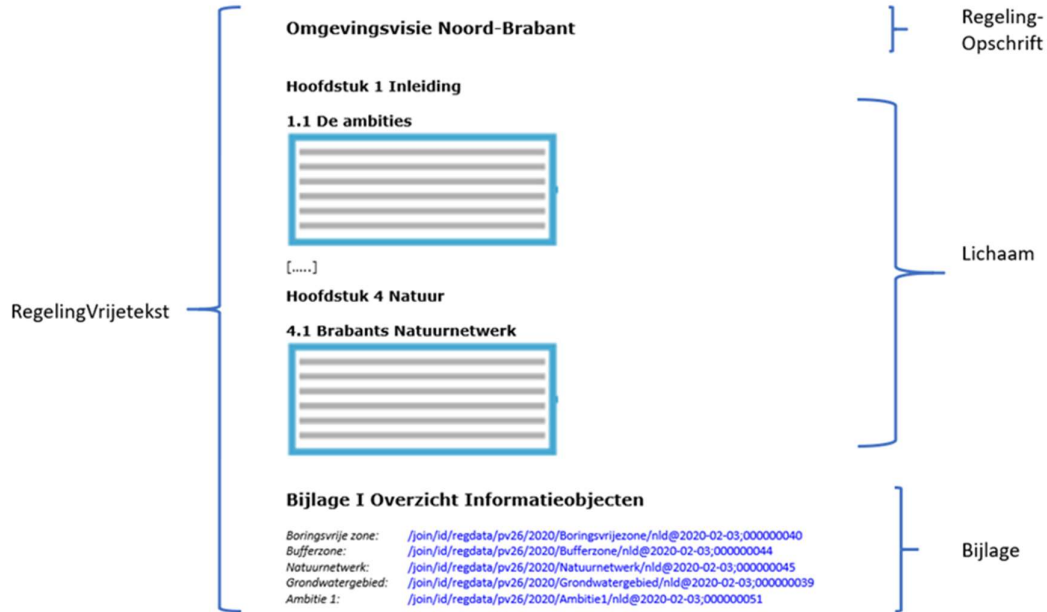 Omgevingsvisie Noord-Brabant
Regeling-
Opschrift
Hoofdstuk 1 Inleiding
1.1 De ambities
[.....]
Lichaam
Hoofdstuk 4 Natuur
RegelingVrijetekst
4.1 Brabants Natuurnetwerk
Bijlage I Overzicht Informatieobjecten
Boringsvrije zone: /join/id/regdata/pv26/2020/Boringsvrijezone/nld@2020-02-03;000000040
Bufferzone: /join/id/regdata/pv26/2020/Bufferzone/nld@2020-02-03;000000044
Natuurnetwerk: /join/id/regdata/pv26/2020/Natuurnetwerk/nld@2020-02-03;000000045
Grondwatergebied: /join/id/regdata/pv26/2020/Grondwatergebied/nld@2020-02-03;000000039
Ambitie 1: /join/id/regdata/pv26/2020/Ambitie1/nld@2020-02-03;000000051
Bijlage